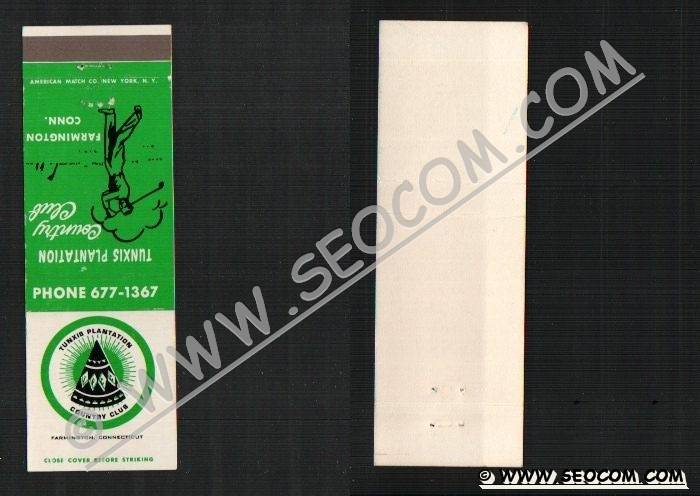 AMERICAN MATCH CO. NEW YORK, N. Y.
FARMINGTON
CONN.
Country
Club
TUNXIS PLANTATION
PHONE 677-1367
TUNXIS PLANTATION
COUNTRY CLUB
FARMINGTON, CONNECTICUT
CLOSE COVER BEFORE STRIKING
© WWW.SEOCOM.COM
© WWW.SEOCOM.COM